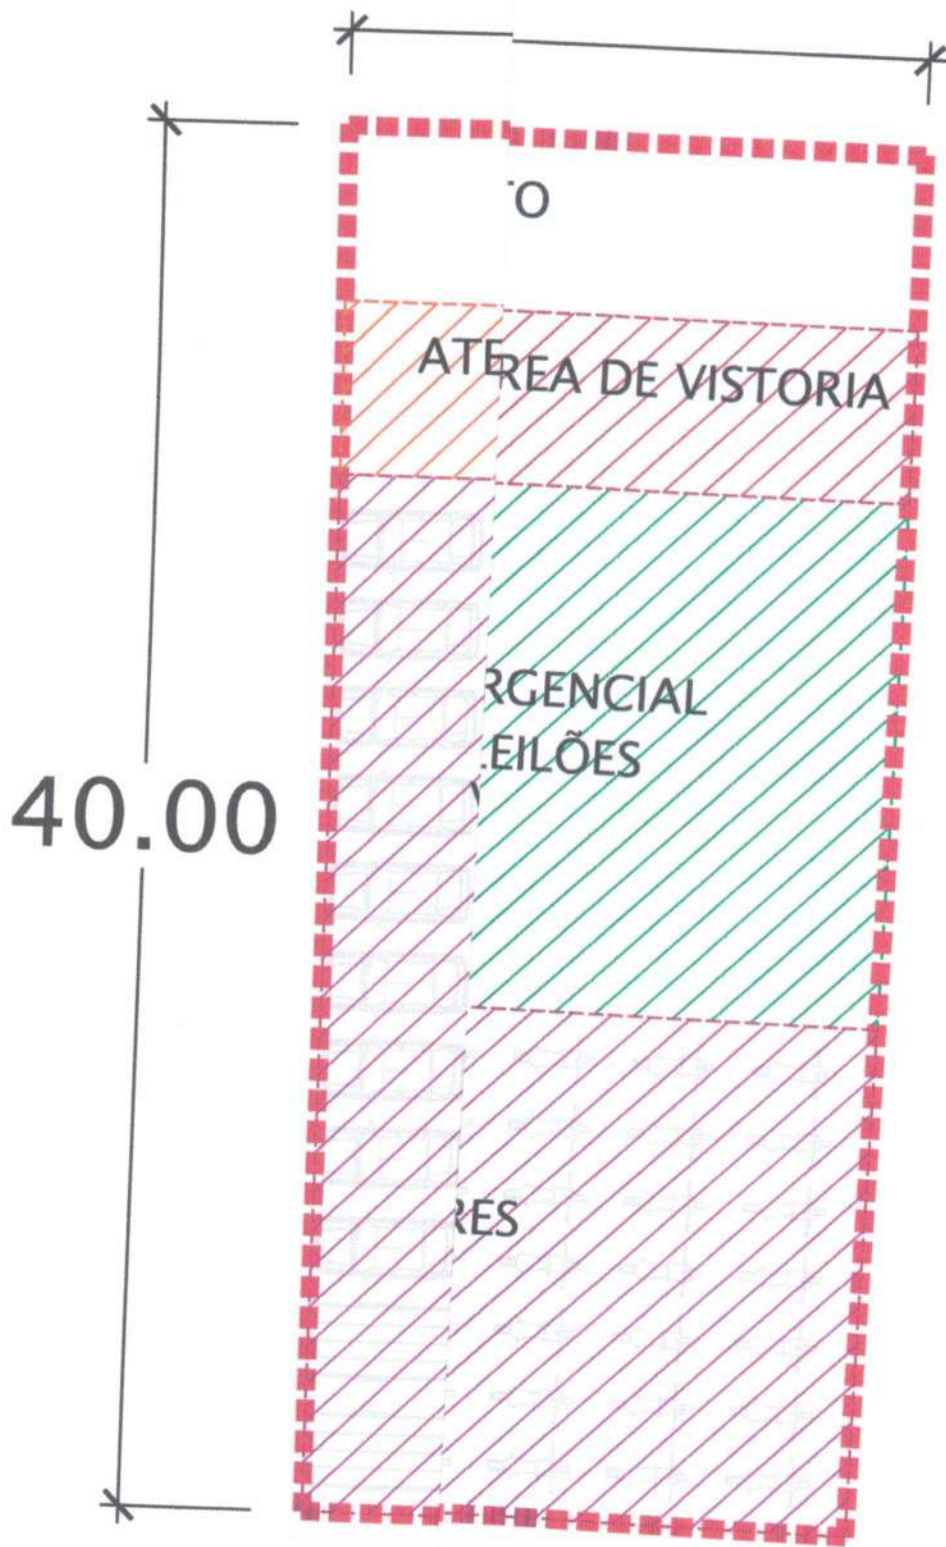 O
ATE
REA DE VISTORIA
RGENCIAL
EILÕES
40.00
RES